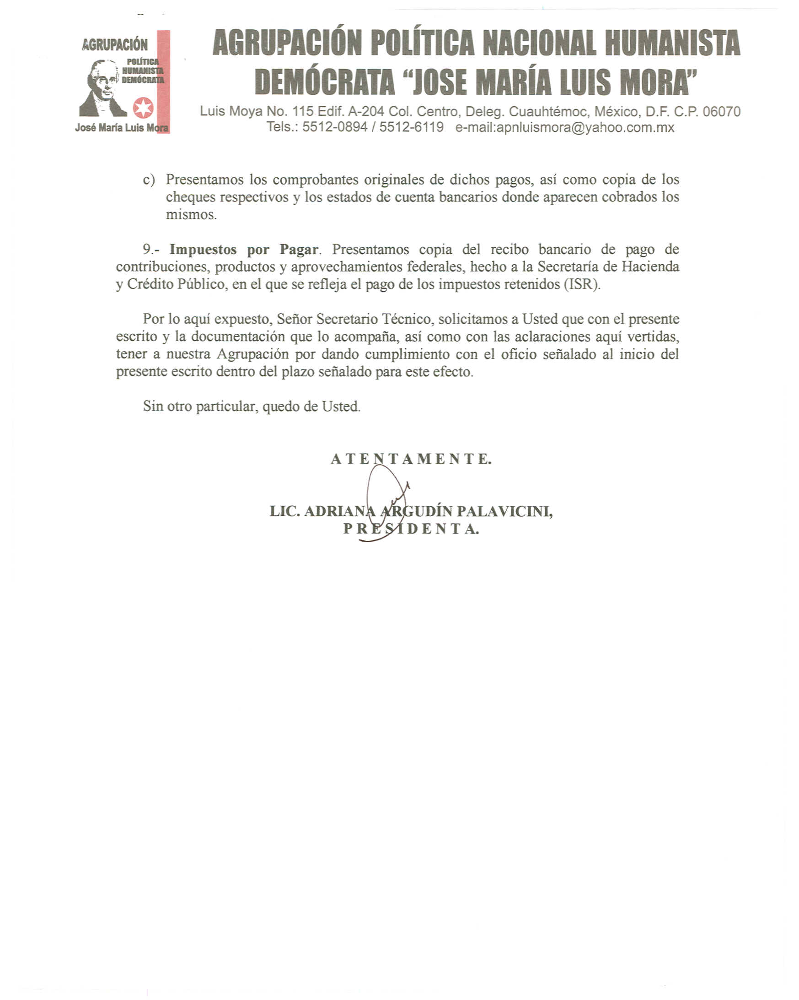 AGRUPACIÓN
POLÍTICA
HUMANISTA
DEMÓCRATA
José María Luis Mora
AGRUPACIÓN POLÍTICA NACIONAL HUMANISTA
DEMÓCRATA “JOSE MARÍA LUIS MORA”
Luis Moya No. 115 Edif. A-204 Col. Centro, Deleg. Cuauhtémoc, México, D.F. C.P. 06070
Tels.: 5512-0894 / 5512-6119 e-mail:apnluismora@yahoo.com.mx
c) Presentamos los comprobantes originales de dichos pagos, así como copia de los
cheques respectivos y los estados de cuenta bancarios donde aparecen cobrados los
mismos.
9.- Impuestos por Pagar. Presentamos copia del recibo bancario de pago de
contribuciones, productos y aprovechamientos federales, hecho a la Secretaría de Hacienda
y Crédito Público, en el que se refleja el pago de los impuestos retenidos (ISR).
Por lo aquí expuesto, Señor Secretario Técnico, solicitamos a Usted que con el presente
escrito y la documentación que lo acompaña, así como con las aclaraciones aquí vertidas,
tener a nuestra Agrupación por dando cumplimiento con el oficio señalado al inicio del
presente escrito dentro del plazo señalado para este efecto.
Sin otro particular, quedo de Usted.
A T E N T A M E N T E.
LIC. ADRIANA ARGUDÍN PALAVICINI,
P R E S I D E N T A.